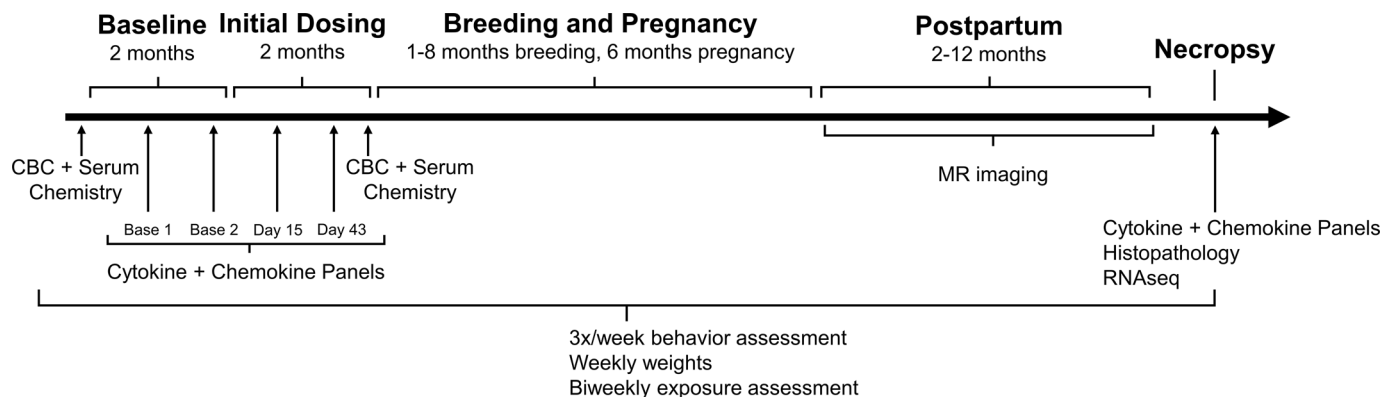 Baseline
2 months
Initial Dosing
2 months
Breeding and Pregnancy
1-8 months breeding, 6 months pregnancy
Postpartum
2-12 months
Necropsy
CBC + Serum
Chemistry
CBC + Serum
Chemistry
MR imaging
Base 1
Base 2
Day 15
Day 43
Cytokine + Chemokine Panels
Cytokine + Chemokine Panels
Histopathology
RNAseq
3x/week behavior assessment
Weekly weights
Biweekly exposure assessment